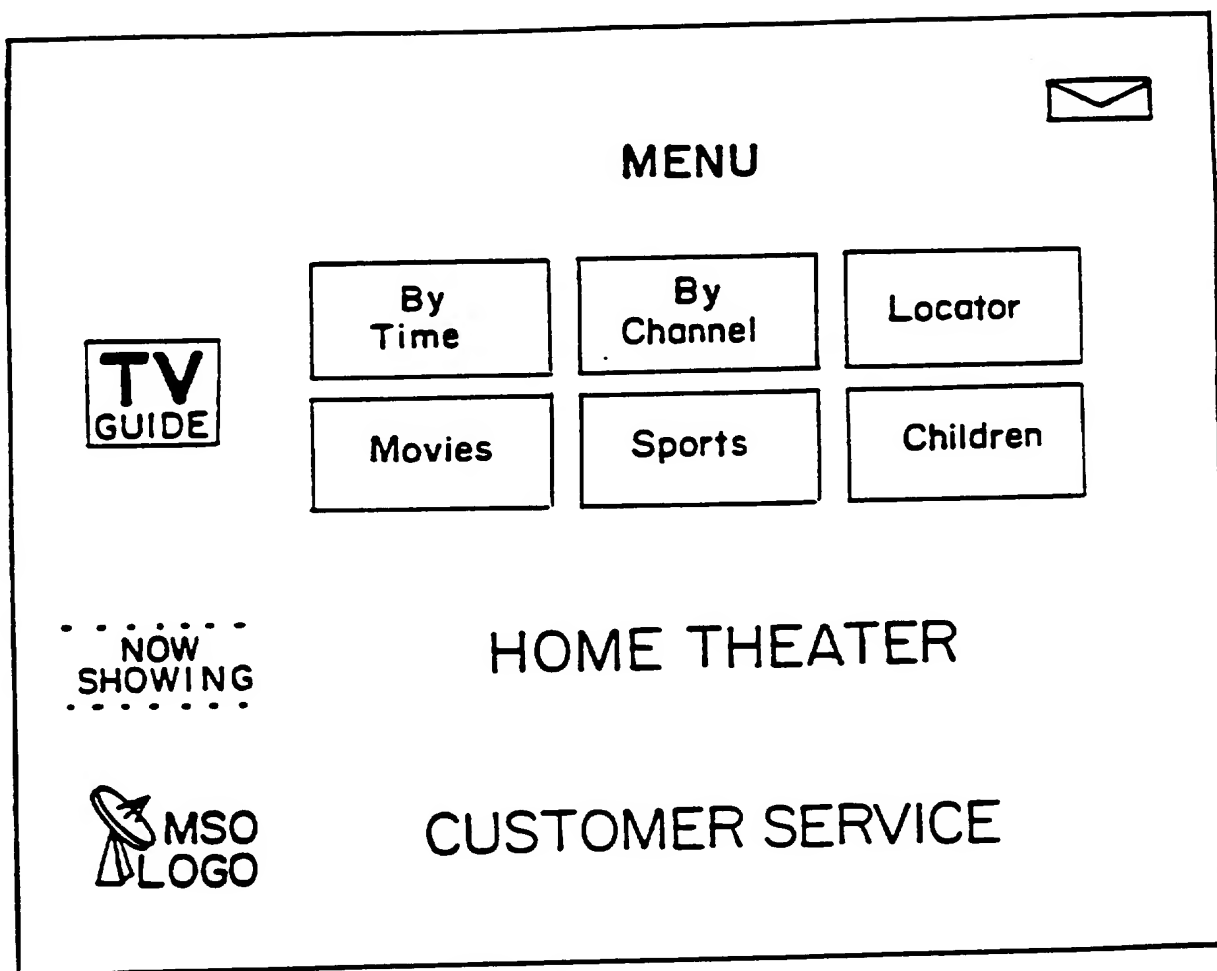 MENU
By
Time
By
Channel
Locator
TV
GUIDE
Movies
Sports
Children
NOW
SHOWING
HOME THEATER
MSO
LOGO
CUSTOMER SERVICE